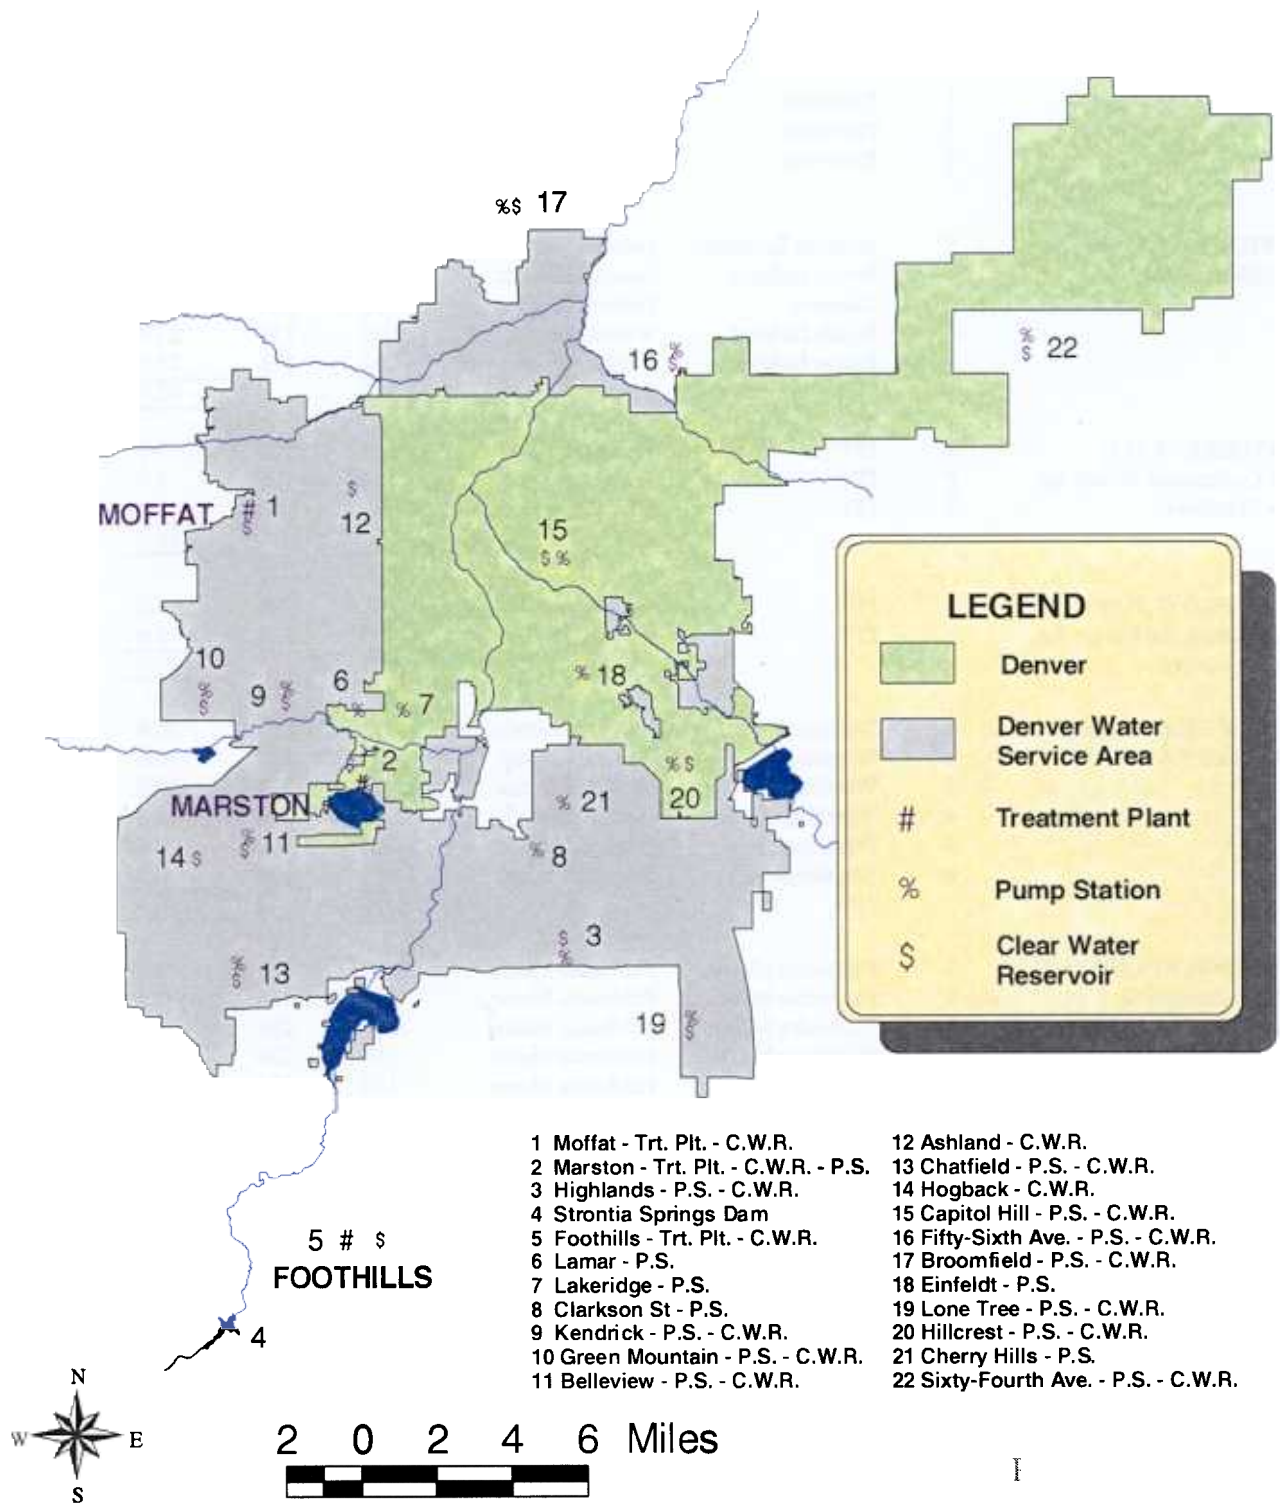 %$ 17
16 %$
%$ 22
MOFFAT # $ 1
$ 12
15
$ %
10 %$
9 %$
6 %
% 7
% 18
2 #
% $
20
MARSTON
% 21
14 $
%$ 11
% 8
$% 3
%$ 13
19 %$
LEGEND
Denver
Denver Water
Service Area
# Treatment Plant
% Pump Station
$ Clear Water
Reservoir
5 # $
FOOTHILLS
4
1 Moffat - Trt. Plt. - C.W.R.
2 Marston - Trt. Plt. - C.W.R. - P.S.
3 Highlands - P.S. - C.W.R.
4 Strontia Springs Dam
5 Foothills - Trt. Plt. - C.W.R.
6 Lamar - P.S.
7 Lakeridge - P.S.
8 Clarkson St - P.S.
9 Kendrick - P.S. - C.W.R.
10 Green Mountain - P.S. - C.W.R.
11 Belleview - P.S. - C.W.R.
12 Ashland - C.W.R.
13 Chatfield - P.S. - C.W.R.
14 Hogback - C.W.R.
15 Capitol Hill - P.S. - C.W.R.
16 Fifty-Sixth Ave. - P.S. - C.W.R.
17 Broomfield - P.S. - C.W.R.
18 Einfeldt - P.S.
19 Lone Tree - P.S. - C.W.R.
20 Hillcrest - P.S. - C.W.R.
21 Cherry Hills - P.S.
22 Sixty-Fourth Ave. - P.S. - C.W.R.
N
W E
S
2 0 2 4 6 Miles